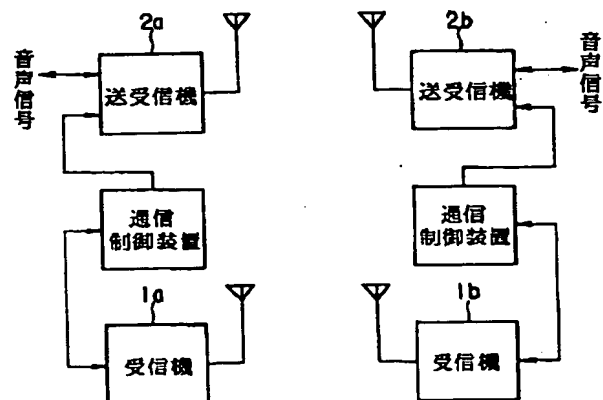 2a
音声信号
送受信機
通信
制御装置
1a
受信機
2b
音声信号
送受信機
通信
制御装置
1b
受信機